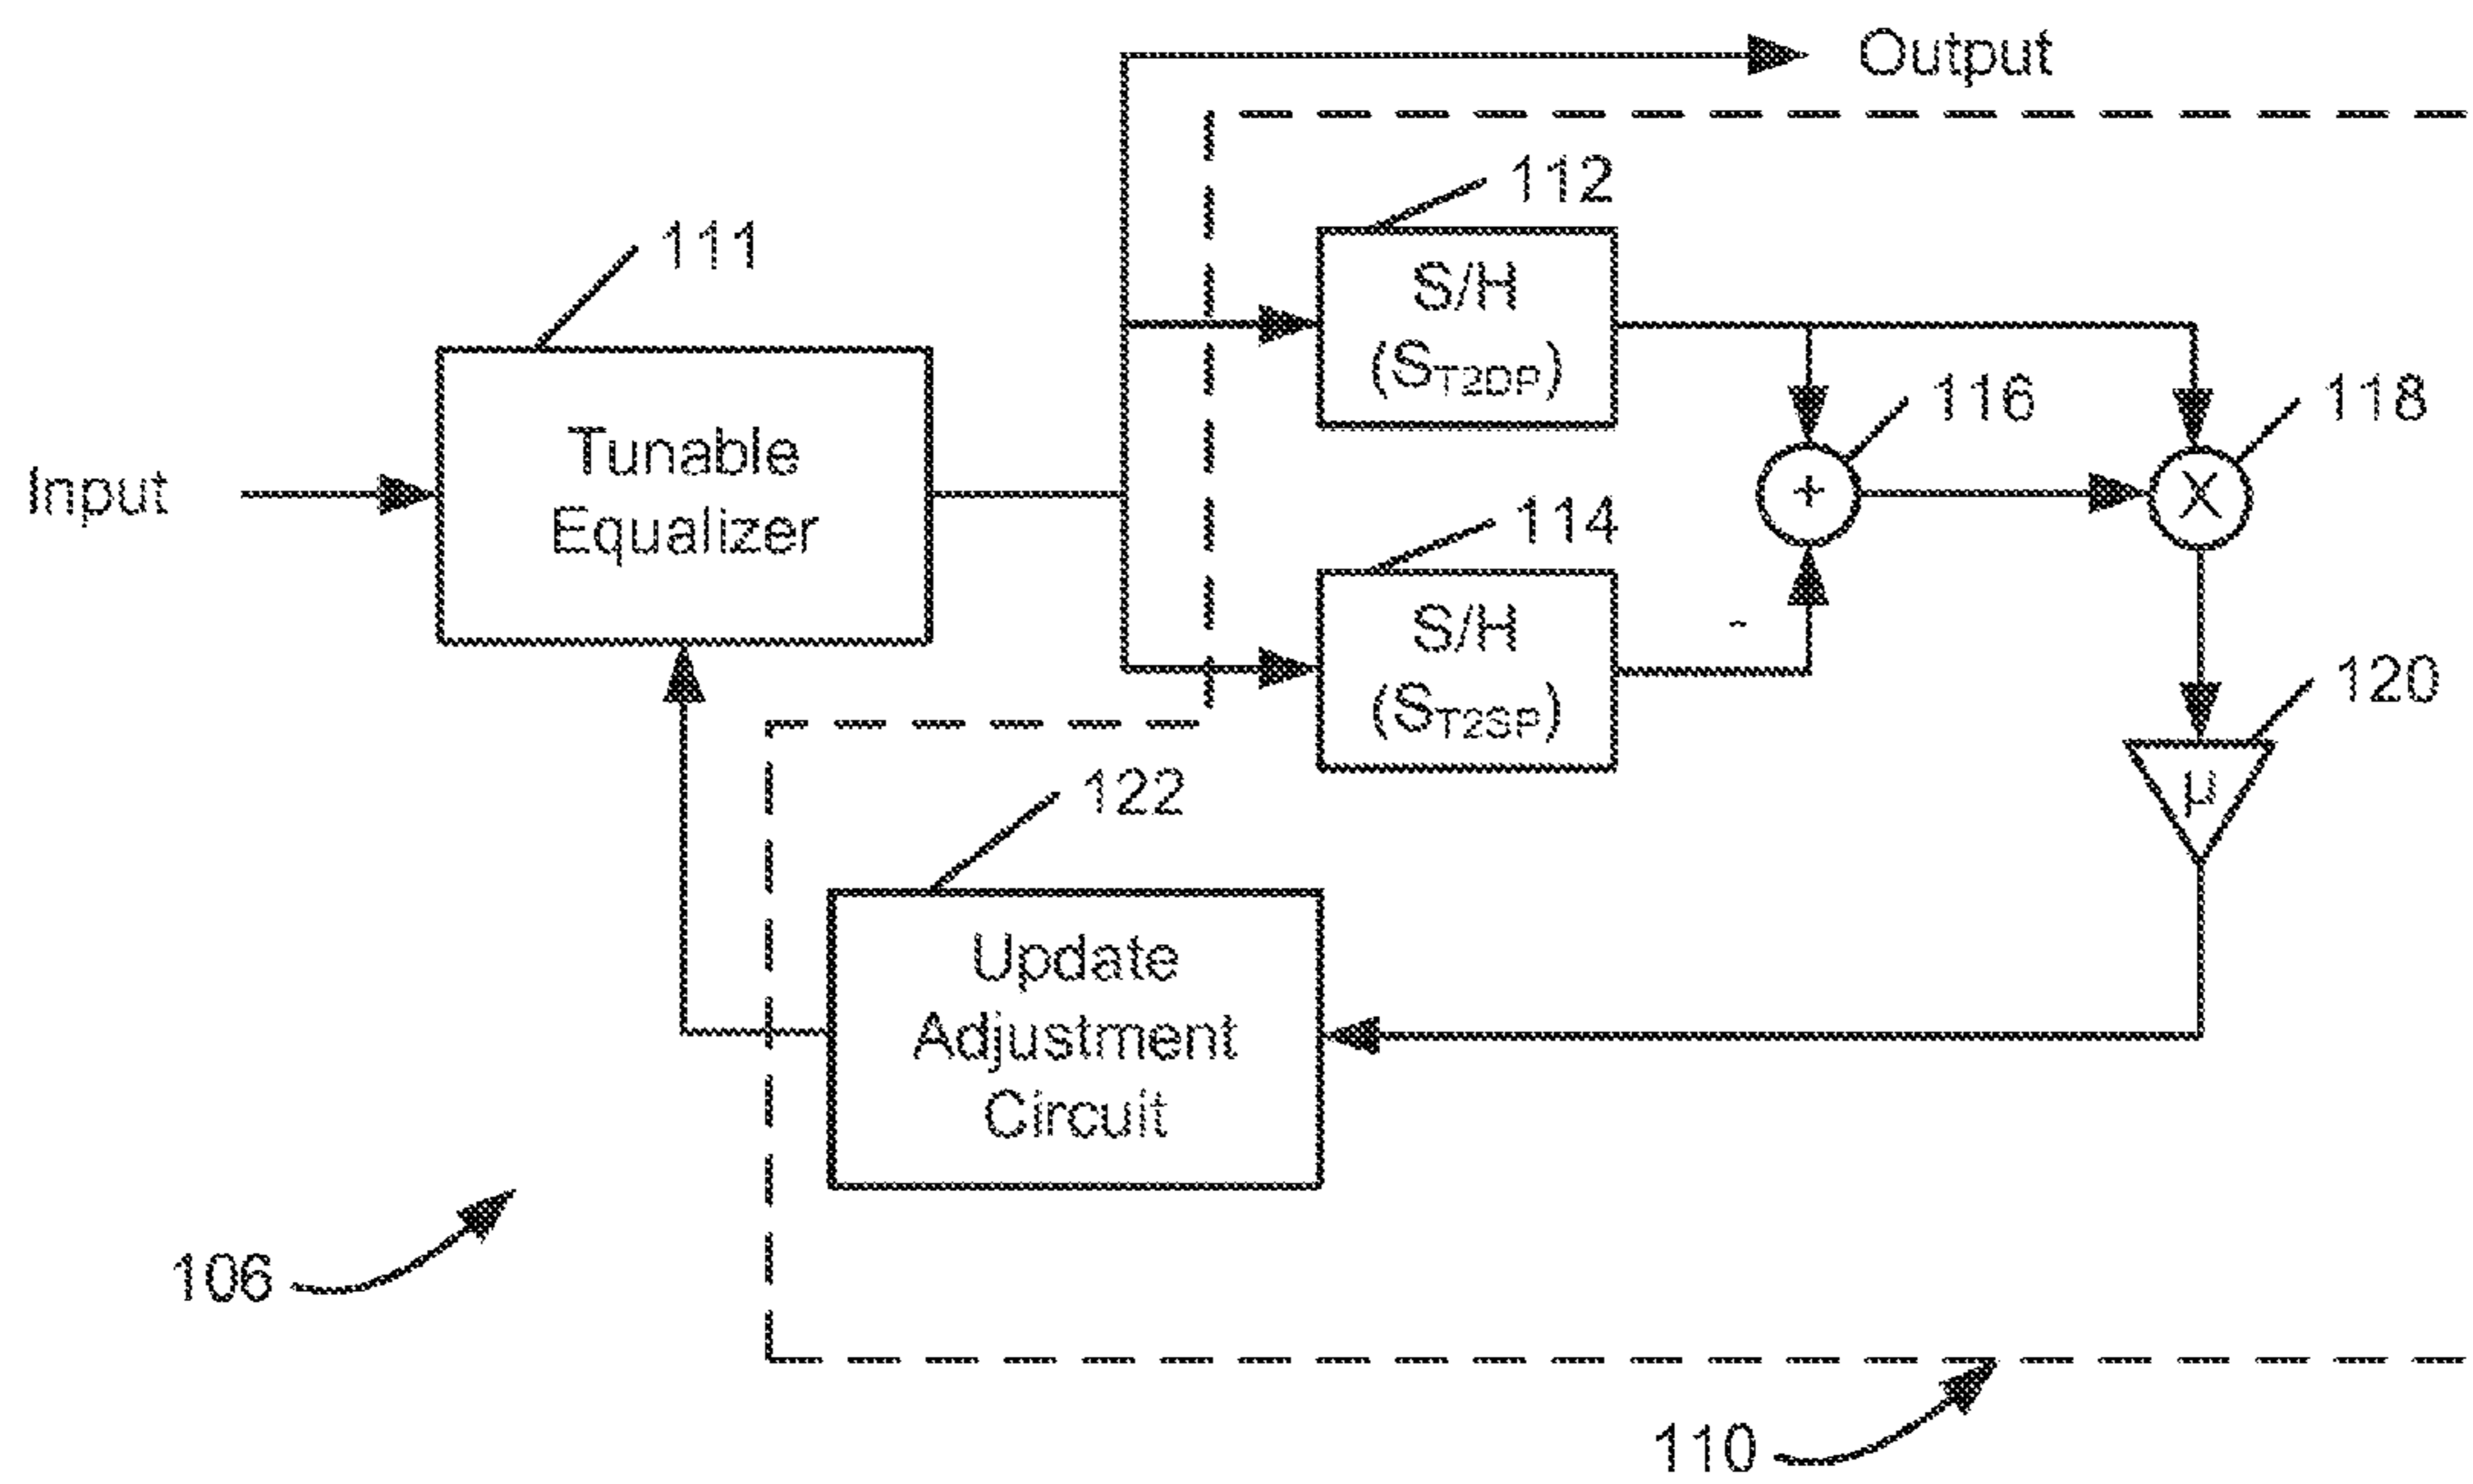 Output
112
111
S/H
(ST2DP)
116
118
Tunable
Equalizer
Input
+
X
114
S/H
(ST2SP)
-
120
μ
122
Update
Adjustment
Circuit
106
110